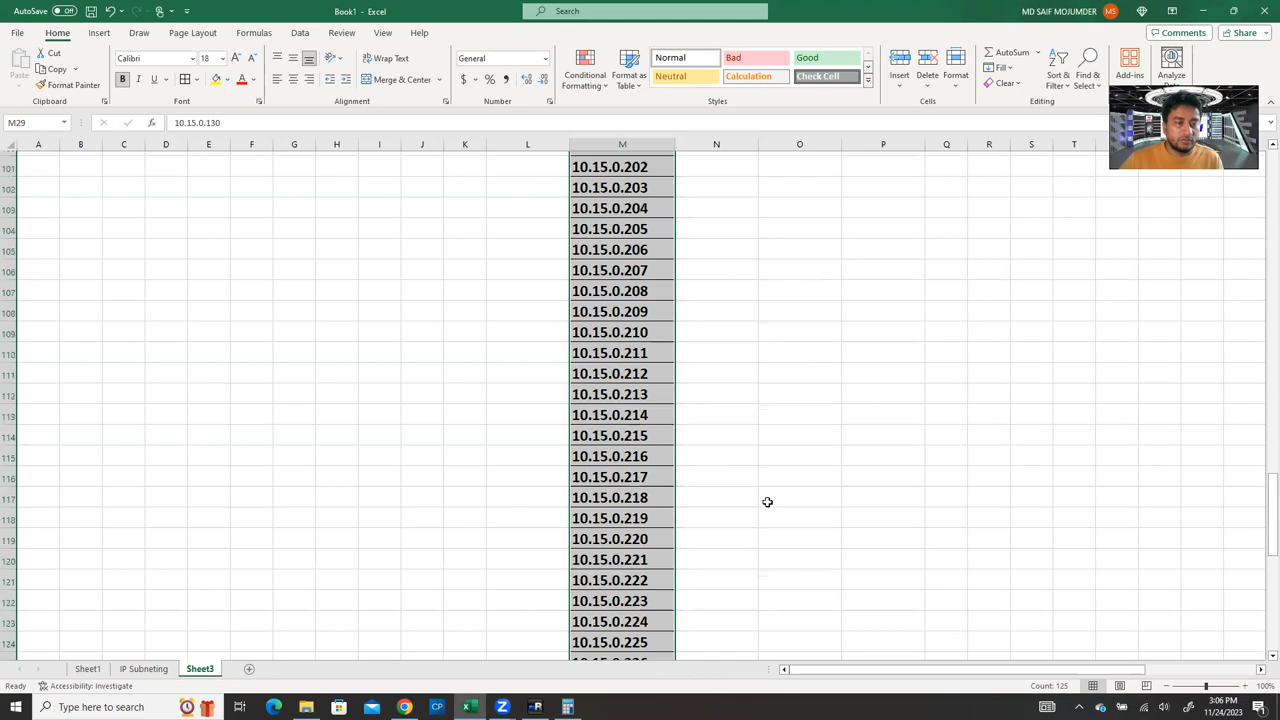 AutoSave Off Book1 - Excel Search MD SAIF MOJUMDER MS
File Home Insert Draw Page Layout Formulas Data Review View Help Comments Share
Paste Cut Copy Format Painter Clipboard
Calibri 18 B I U Font
Wrap Text Merge & Center Alignment
General $ % Number
Conditional Formatting Format as Table Normal Bad Good Neutral Calculation Check Cell Styles
Insert Delete Format Cells
AutoSum Fill Clear Sort & Filter Find & Select Editing
Add-ins Analyze Data
M29 fx 10.15.0.130
A B C D E F G H I J K L M N O P Q R S T
101 10.15.0.202
102 10.15.0.203
109 10.15.0.204
104 10.15.0.205
105 10.15.0.206
106 10.15.0.207
107 10.15.0.208
108 10.15.0.209
109 10.15.0.210
110 10.15.0.211
111 10.15.0.212
112 10.15.0.213
113 10.15.0.214
114 10.15.0.215
115 10.15.0.216
116 10.15.0.217
117 10.15.0.218
118 10.15.0.219
119 10.15.0.220
120 10.15.0.221
121 10.15.0.222
122 10.15.0.223
123 10.15.0.224
124 10.15.0.225
Sheet1 IP Subneting Sheet3
Ready Accessibility: Investigate Count: 125 100%
Type here to search CP R 3:06 PM
11/24/2023